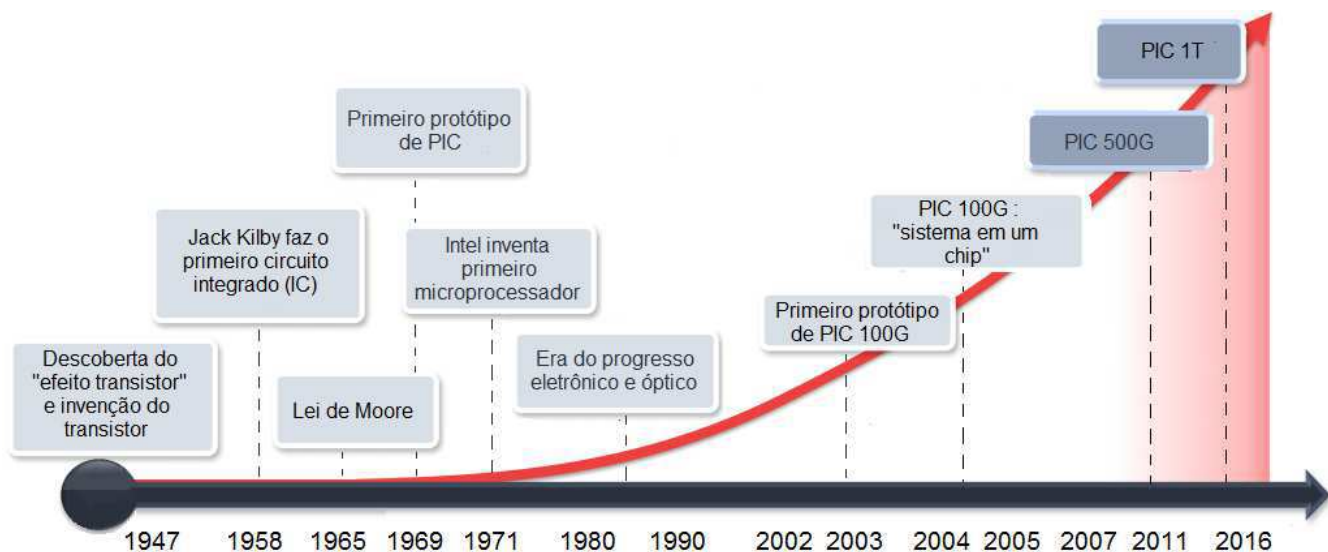 PIC 1T
PIC 500G
Primeiro protótipo
de PIC
PIC 100G :
"sistema em um
chip"
Jack Kilby faz o
primeiro circuito
integrado (IC)
Intel inventa
primeiro
microprocessador
Primeiro protótipo
de PIC 100G
Descoberta do
"efeito transistor"
e invenção do
transistor
Era do progresso
eletrônico e óptico
Lei de Moore
1947 1958 1965 1969 1971 1980 1990 2002 2003 2004 2005 2007 2011 2016